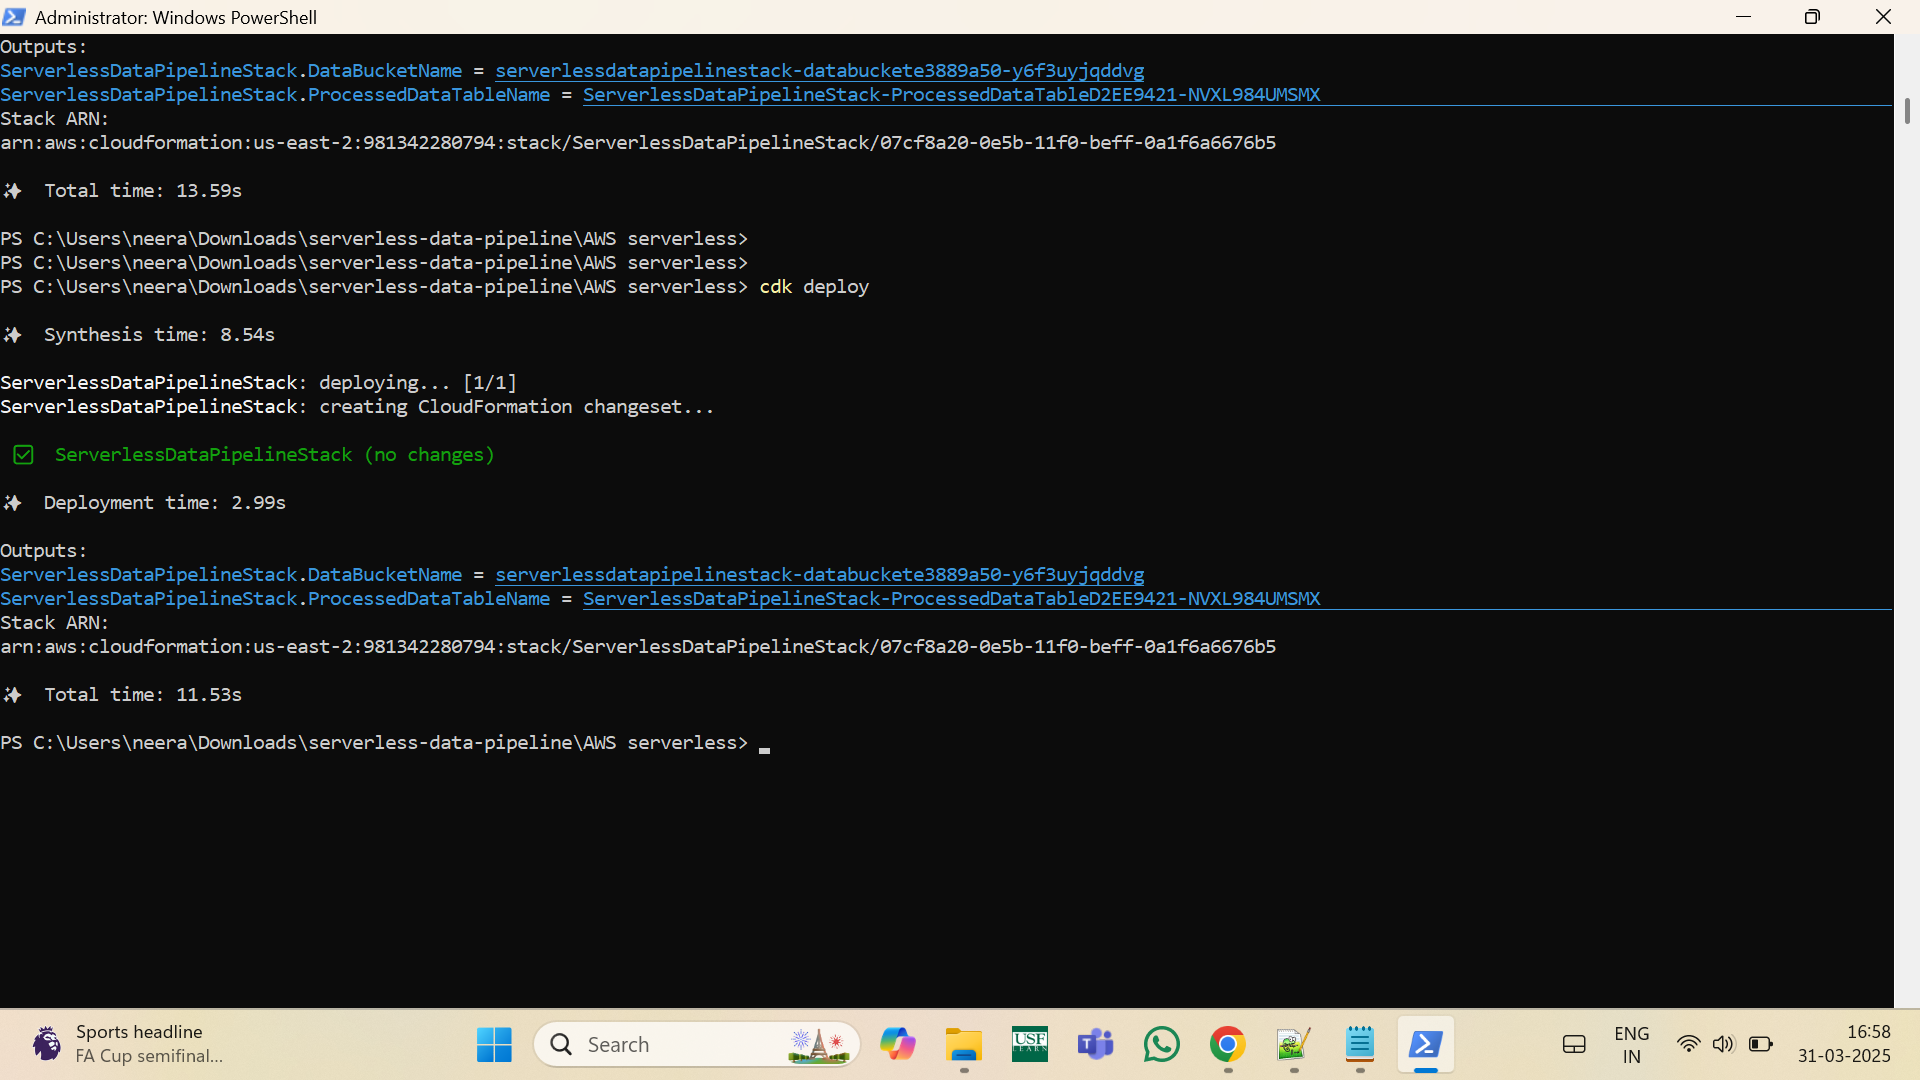 Administrator: Windows PowerShell
Outputs:
ServerlessDataPipelineStack.DataBucketName = serverlessdatapipelinestack-databuckete3889a50-y6f3uyjqddvg
ServerlessDataPipelineStack.ProcessedDataTableName = ServerlessDataPipelineStack-ProcessedDataTableD2EE9421-NVXL984UMSMX
Stack ARN:
arn:aws:cloudformation:us-east-2:981342280794:stack/ServerlessDataPipelineStack/07cf8a20-0e5b-11f0-beff-0a1f6a6676b5
✨  Total time: 13.59s
PS C:\Users\neera\Downloads\serverless-data-pipeline\AWS serverless>
PS C:\Users\neera\Downloads\serverless-data-pipeline\AWS serverless>
PS C:\Users\neera\Downloads\serverless-data-pipeline\AWS serverless> cdk deploy
✨  Synthesis time: 8.54s
ServerlessDataPipelineStack: deploying... [1/1]
ServerlessDataPipelineStack: creating CloudFormation changeset...
✅  ServerlessDataPipelineStack (no changes)
✨  Deployment time: 2.99s
Outputs:
ServerlessDataPipelineStack.DataBucketName = serverlessdatapipelinestack-databuckete3889a50-y6f3uyjqddvg
ServerlessDataPipelineStack.ProcessedDataTableName = ServerlessDataPipelineStack-ProcessedDataTableD2EE9421-NVXL984UMSMX
Stack ARN:
arn:aws:cloudformation:us-east-2:981342280794:stack/ServerlessDataPipelineStack/07cf8a20-0e5b-11f0-beff-0a1f6a6676b5
✨  Total time: 11.53s
PS C:\Users\neera\Downloads\serverless-data-pipeline\AWS serverless>
Sports headline
FA Cup semifinal...
Search
USF
LEARN
ENG
IN
16:58
31-03-2025